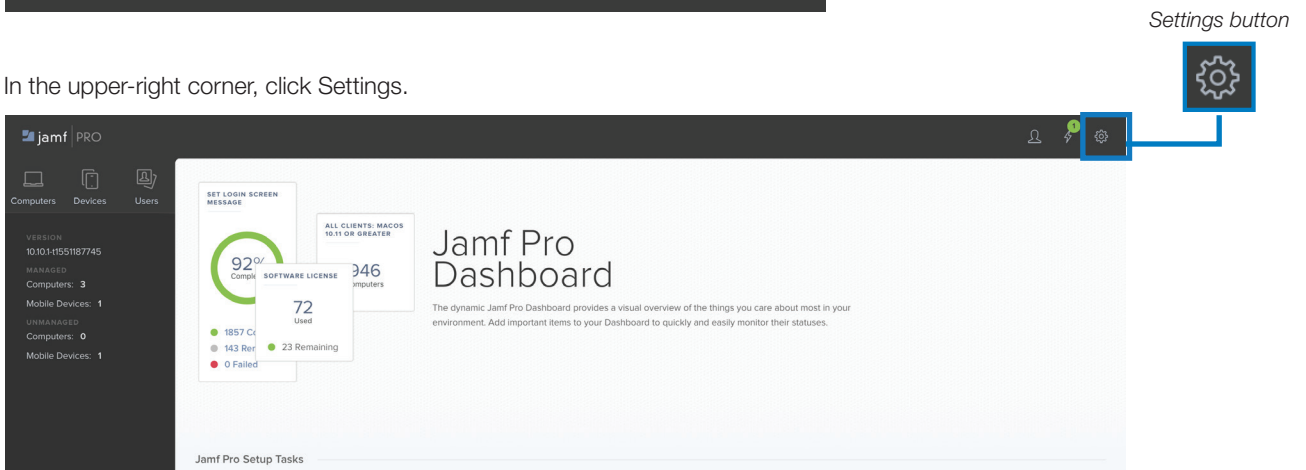 Settings button
In the upper-right corner, click Settings.
jamf PRO
1
Computers Devices Users
VERSION
10.10.1-t1551187745
MANAGED
Computers: 3
Mobile Devices: 1
UNMANAGED
Computers: 0
Mobile Devices: 1
SET LOGIN SCREEN
MESSAGE
92%
1857
143
0 Failed
ALL CLIENTS: MACOS
10.11 OR GREATER
946
SOFTWARE LICENSE
72
Used
23 Remaining
Jamf Pro
Dashboard
The dynamic Jamf Pro Dashboard provides a visual overview of the things you care about most in your
environment. Add important items to your Dashboard to quickly and easily monitor their statuses.
Jamf Pro Setup Tasks